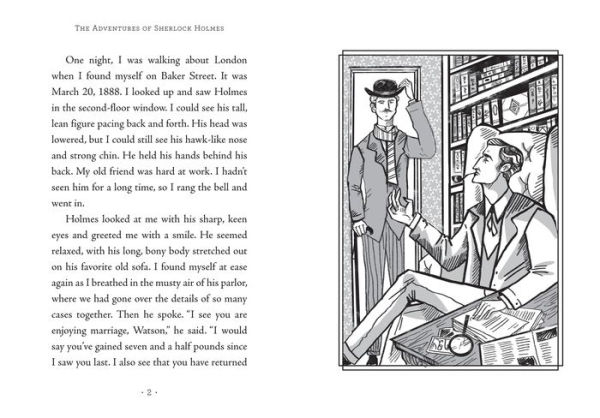 The Adventures of Sherlock Holmes
One night, I was walking about London
when I found myself on Baker Street. It was
March 20, 1888. I looked up and saw Holmes
in the second-floor window. I could see his tall,
lean figure pacing back and forth. His head was
lowered, but I could still see his hawk-like nose
and strong chin. He held his hands behind his
back. My old friend was hard at work. I hadn't
seen him for a long time, so I rang the bell and
went in.
Holmes looked at me with his sharp, keen
eyes and greeted me with a smile. He seemed
relaxed, with his long, bony body stretched out
on his favorite old sofa. I found myself at ease
again as I breathed in the musty air of his parlor,
where we had gone over the details of so many
cases together. Then he spoke. “I see you are
enjoying marriage, Watson,” he said. “I would
say you've gained seven and a half pounds since
I saw you last. I also see that you have returned
· 2 ·